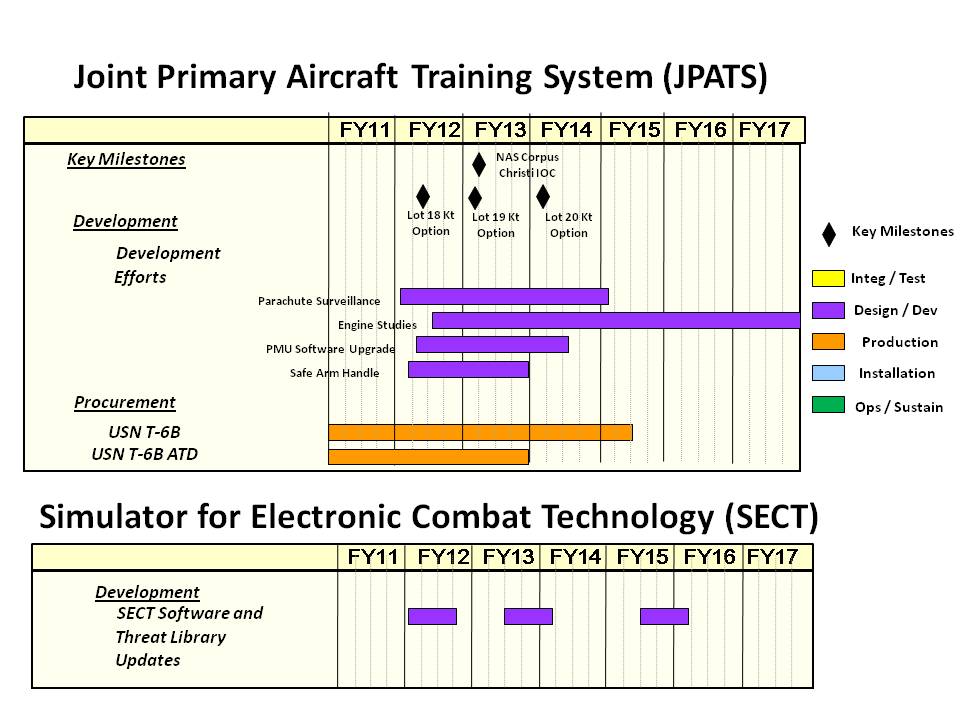 Joint Primary Aircraft Training System (JPATS)
FY11 FY12 FY13 FY14 FY15 FY16 FY17
Key Milestones
NAS Corpus
Christi IOC
Lot 18 Kt
Option
Lot 19 Kt
Option
Lot 20 Kt
Option
Development
Development
Efforts
Parachute Surveillance
Engine Studies
PMU Software Upgrade
Safe Arm Handle
Procurement
USN T-6B
USN T-6B ATD
Key Milestones
Integ / Test
Design / Dev
Production
Installation
Ops / Sustain
Simulator for Electronic Combat Technology (SECT)
FY11 FY12 FY13 FY14 FY15 FY16 FY17
Development
SECT Software and
Threat Library
Updates